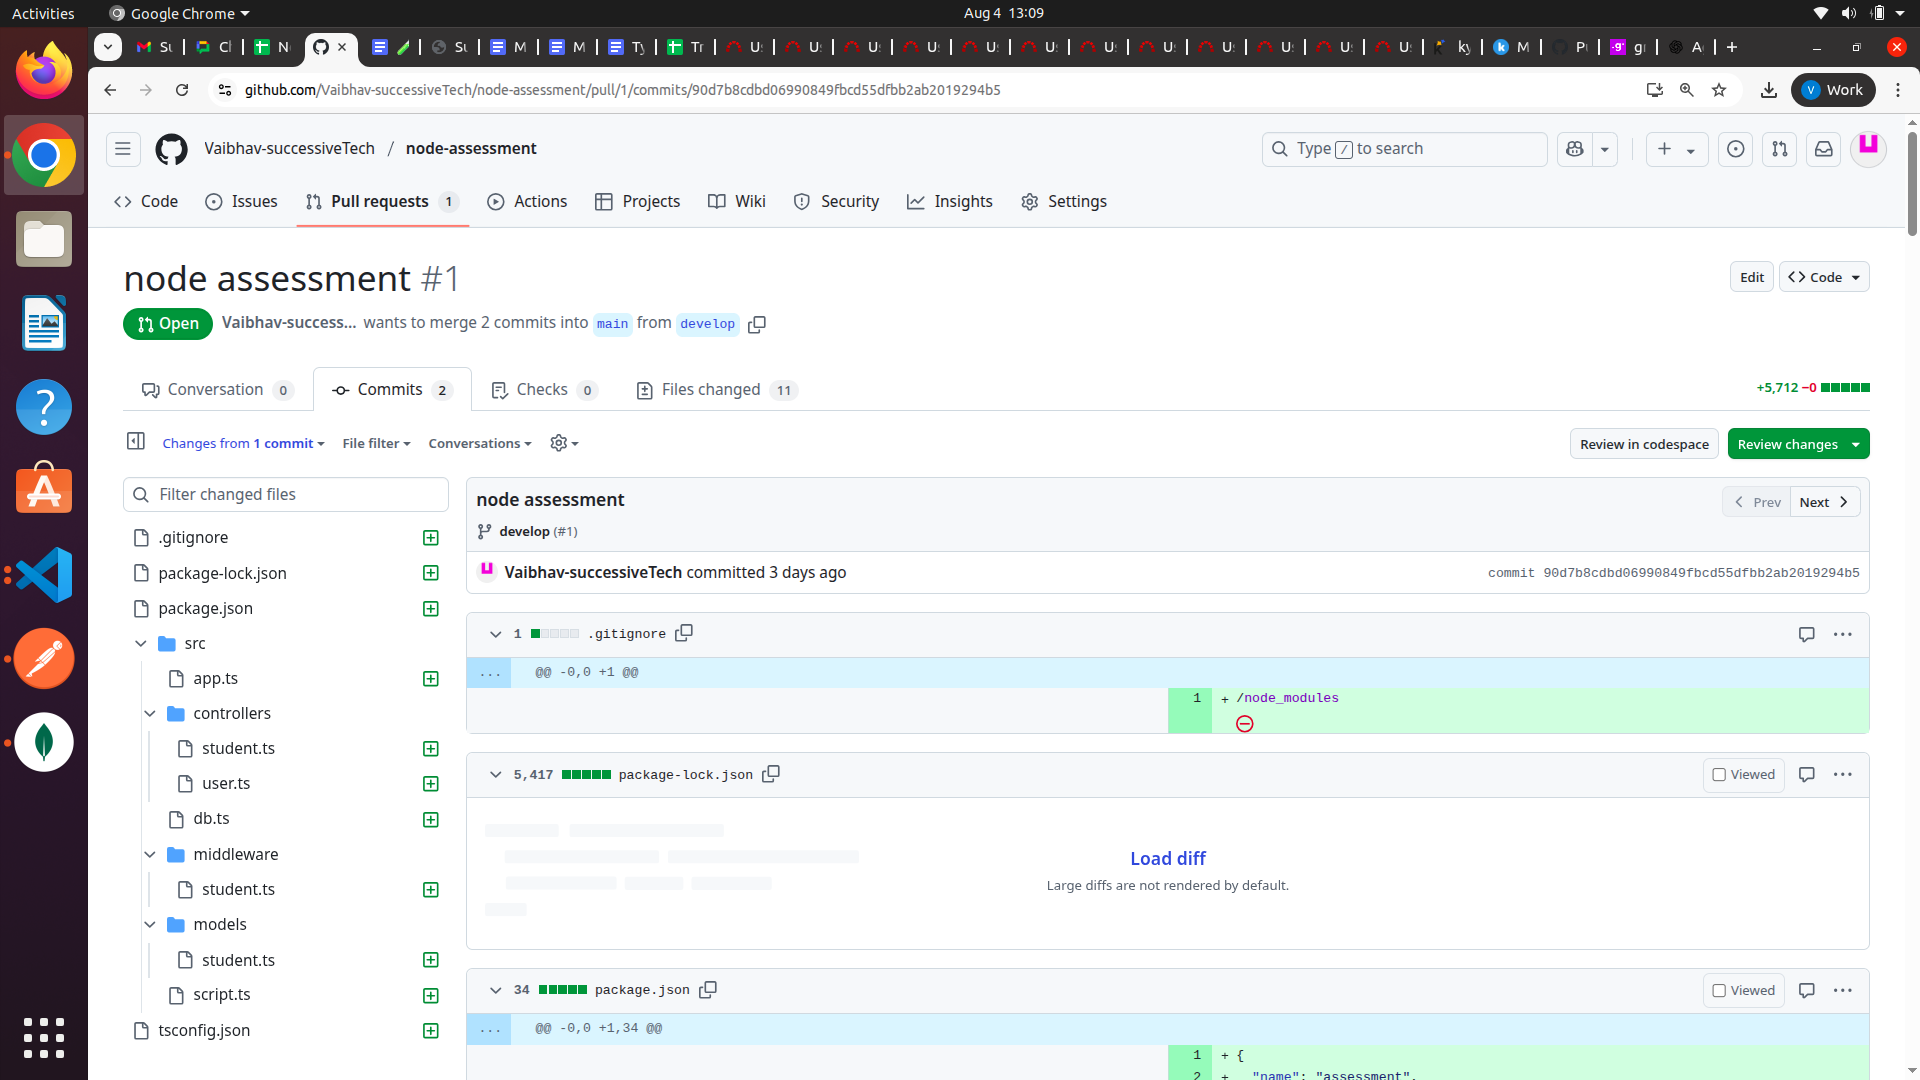 Activities
Google Chrome
Aug 4 13:09
github.com/Vaibhav-successiveTech/node-assessment/pull/1/commits/90d7b8cdbd06990849fbcd55dfbb2ab2019294b5
V Work
Vaibhav-successiveTech / node-assessment
Type / to search
Code
Issues
Pull requests 1
Actions
Projects
Wiki
Security
Insights
Settings
node assessment #1
Edit
Code
Open
Vaibhav-success... wants to merge 2 commits into main from develop
Conversation 0
Commits 2
Checks 0
Files changed 11
+5,712 −0
Changes from 1 commit
File filter
Conversations
Review in codespace
Review changes
Filter changed files
.gitignore
package-lock.json
package.json
src
app.ts
controllers
student.ts
user.ts
db.ts
middleware
student.ts
models
student.ts
script.ts
tsconfig.json
node assessment
Prev
Next
develop (#1)
Vaibhav-successiveTech committed 3 days ago
commit 90d7b8cdbd06990849fbcd55dfbb2ab2019294b5
1 .gitignore
... @@ -0,0 +1 @@
1 + /node_modules
5,417 package-lock.json
Viewed
Load diff
Large diffs are not rendered by default.
34 package.json
Viewed
... @@ -0,0 +1,34 @@
1 + {
2 + "name": "assessment",